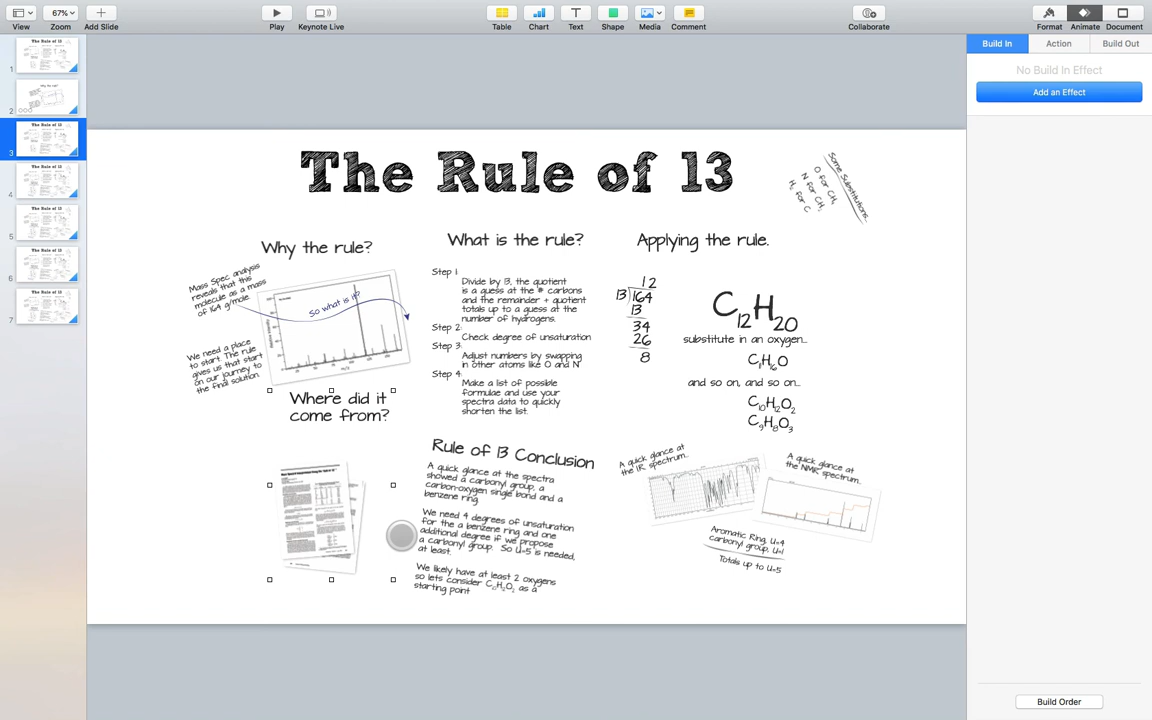 67%
View
Zoom
Add Slide
Play
Keynote Live
Table
Chart
Text
Shape
Media
Comment
Collaborate
Format
Animate
Document
Build In
Action
Build Out
No Build In Effect
Add an Effect
1
2
3
4
5
6
7
The Rule of 13
Some Substitutions...
O for CH4
N for CH2
H12 for C
Why the rule?
Mass Spec analysis
reveals that this
molecule as a mass
of 164 g/mole.
So what is it?
We need a place
to start. The rule
gives us that start
on our journey to
the final solution.
Where did it
come from?
What is the rule?
Step 1:
Divide by 13, the quotient
is a guess at the # carbons
and the remainder + quotient
totals up to a guess at the
number of hydrogens.
Step 2:
Check degree of unsaturation
Step 3:
Adjust numbers by swapping
in other atoms like O and N
Step 4:
Make a list of possible
formulae and use your
spectra data to quickly
shorten the list.
Rule of 13 Conclusion
A quick glance at the spectra
showed a carbonyl group, a
carbon-oxygen single bond and a
benzene ring.
We need 4 degrees of unsaturation
for the a benzene ring and one
additional degree if we propose
a carbonyl group. So U=5 is needed,
at least.
We likely have at least 2 oxygens
so lets consider C10H12O2 as a
starting point
Applying the rule.
12
13 164
13
34
26
8
C12H20
substitute in an oxygen...
C11H16O
and so on, and so on...
C10H12O2
C9H8O3
A quick glance at
the IR spectrum...
A quick glance at
the NMR spectrum...
Aromatic Ring, U=4
carbonyl group, U=1
Totals up to U=5
Build Order